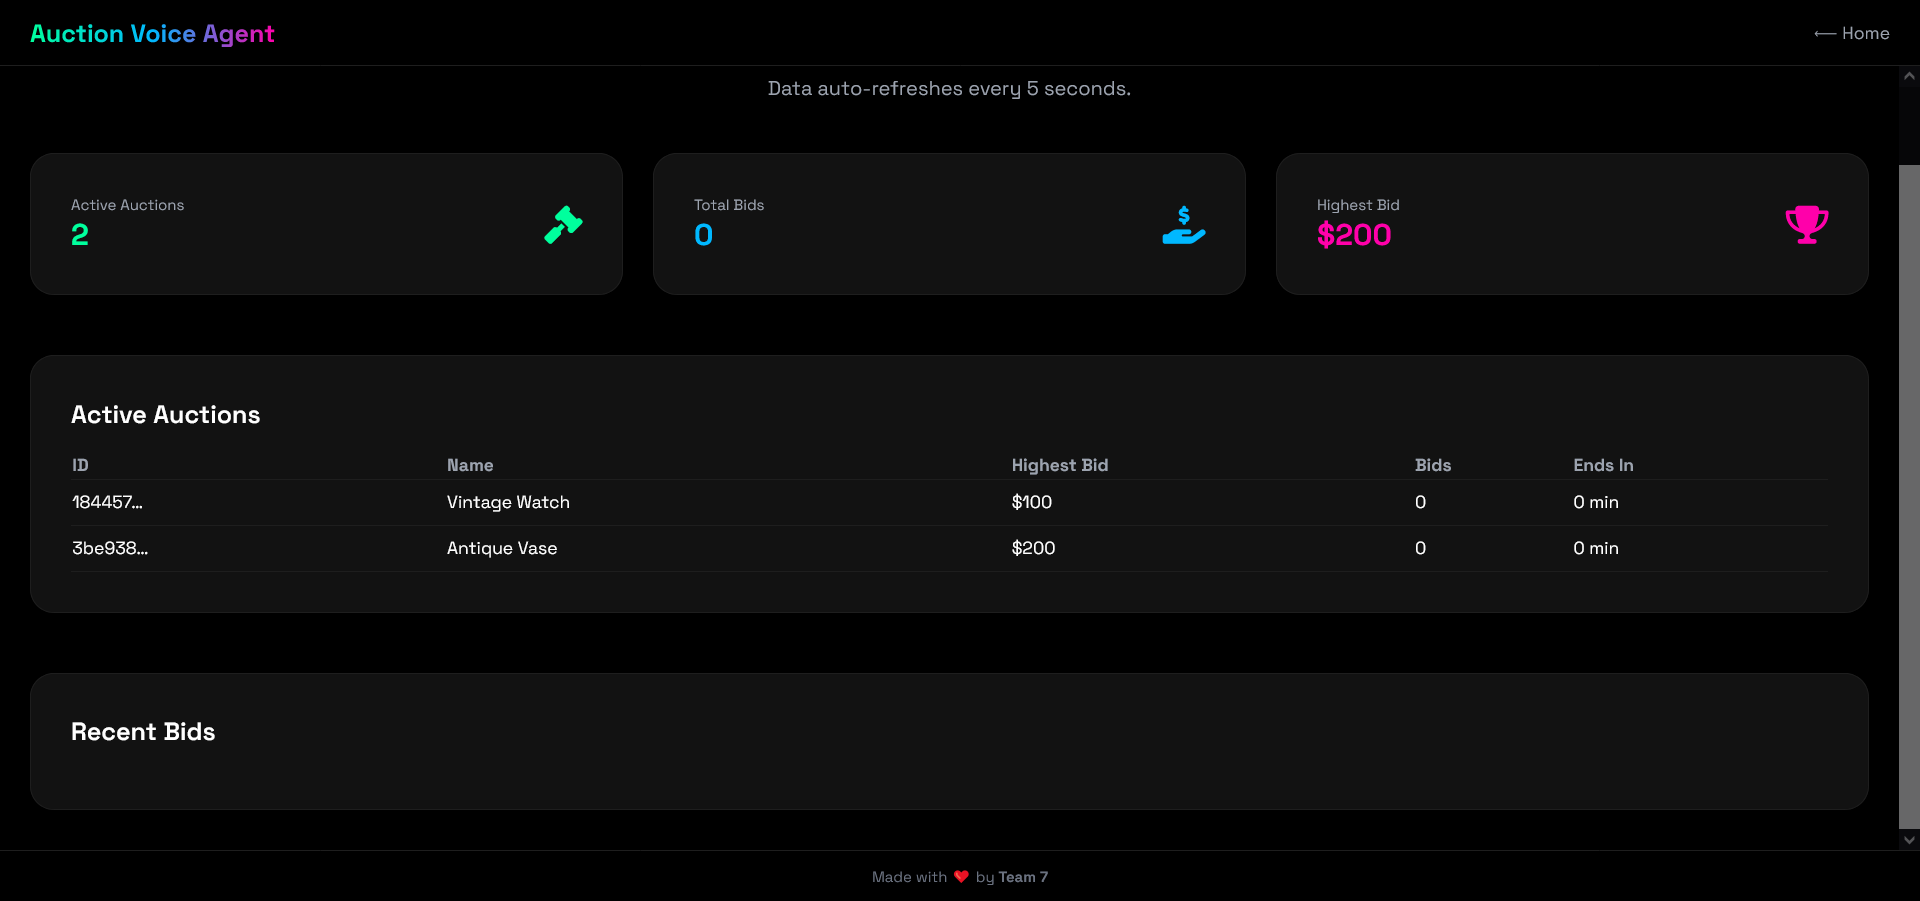 Auction Voice Agent
⟵ Home
Data auto-refreshes every 5 seconds.
Active Auctions
2
Total Bids
0
Highest Bid
$200
Active Auctions
ID Name Highest Bid Bids Ends In
184457... Vintage Watch $100 0 0 min
3be938... Antique Vase $200 0 0 min
Recent Bids
Made with ❤ by Team 7